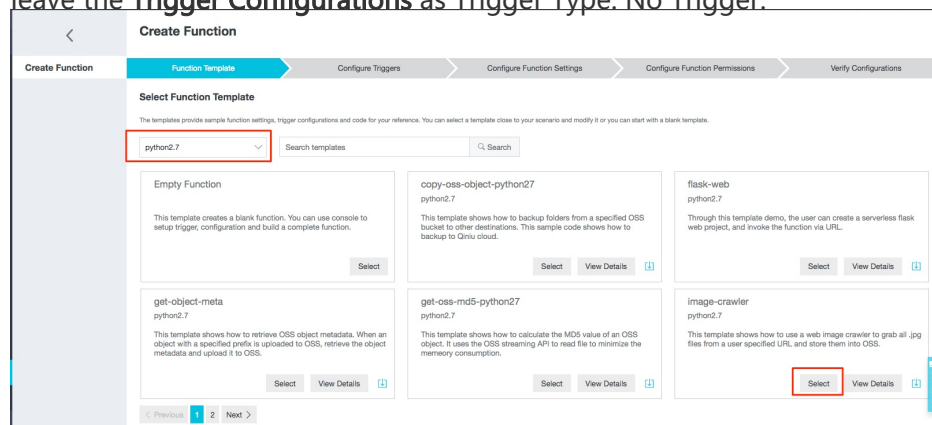 leave the Trigger Configurations as Trigger Type: No Trigger.
Create Function
Create Function
Function Template
Configure Triggers
Configure Function Settings
Configure Function Permissions
Verify Configurations
Select Function Template
The templates provide sample function settings, trigger configurations and code for your reference. You can select a template close to your scenario and modify it or you can start with a blank template.
python2.7
Search templates
Search
Empty Function
This template creates a blank function. You can use console to
setup trigger, configuration and build a complete function.
Select
copy-oss-object-python27
python2.7
This template shows how to backup folders from a specified OSS
bucket to other destinations. This sample code shows how to
backup to Qiniu cloud.
Select View Details
flask-web
python2.7
Through this template demo, the user can create a serverless flask
web project, and invoke the function via URL.
Select View Details
get-object-meta
python2.7
This template shows how to retrieve OSS object metadata. When an
object with a specified prefix is uploaded to OSS, retrieve the object
metadata and upload it to OSS.
Select View Details
get-oss-md5-python27
python2.7
This template shows how to calculate the MD5 value of an OSS
object. It uses the OSS streaming API to read file to minimize the
memeory consumption.
Select View Details
image-crawler
python2.7
This template shows how to use a web image crawler to grab all .jpg
files from a user specified URL and store them into OSS.
Select View Details
< Previous 1 2 Next >